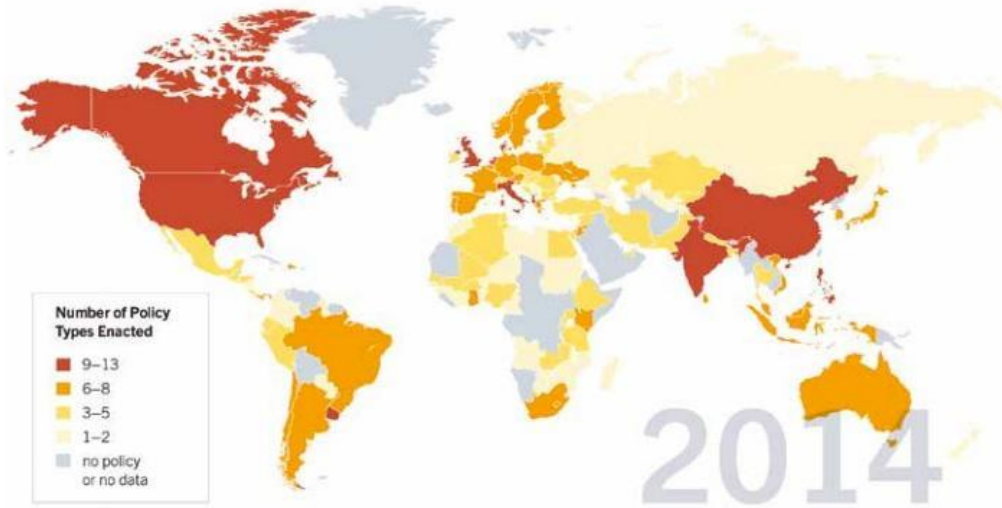 Number of Policy
Types Enacted
9–13
6–8
3–5
1–2
no policy
or no data
2014